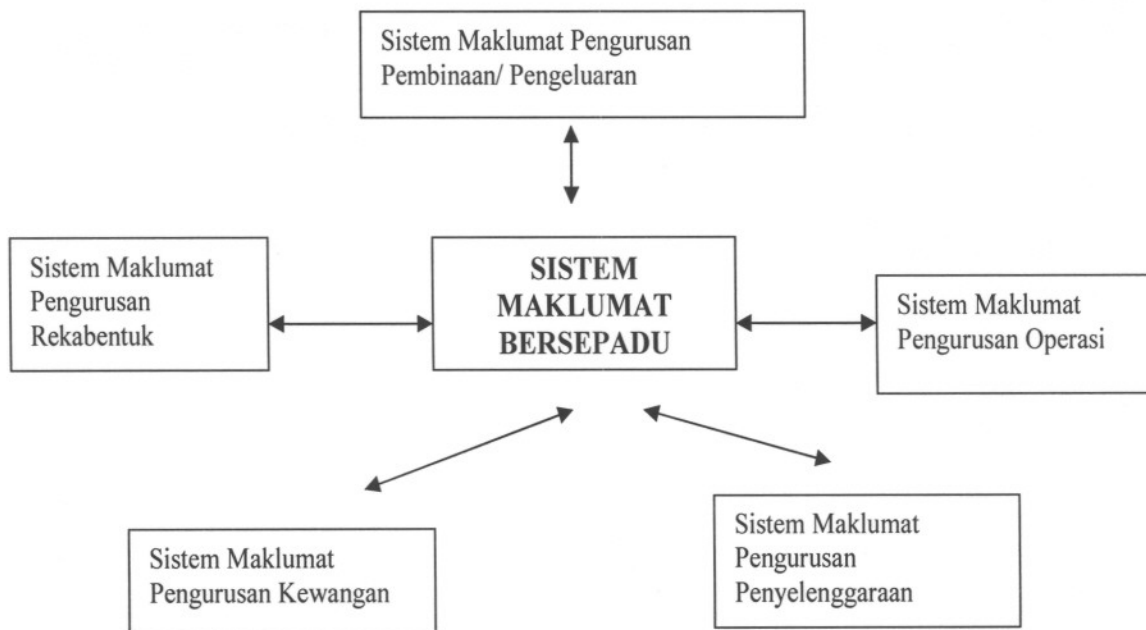 Sistem Maklumat Pengurusan
Pembinaan/ Pengeluaran
Sistem Maklumat
Pengurusan
Rekabentuk
SISTEM
MAKLUMAT
BERSEPADU
Sistem Maklumat
Pengurusan Operasi
Sistem Maklumat
Pengurusan Kewangan
Sistem Maklumat
Pengurusan
Penyelenggaraan